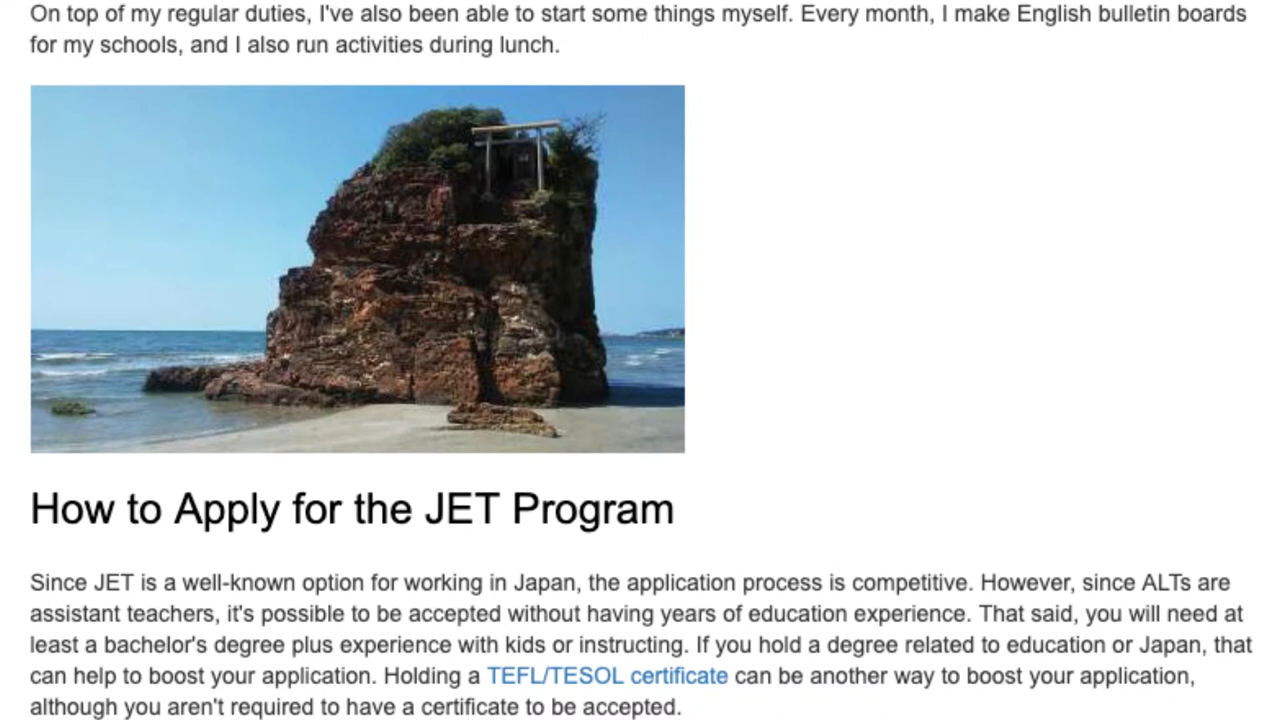 On top of my regular duties, I've also been able to start some things myself. Every month, I make English bulletin boards
for my schools, and I also run activities during lunch.
How to Apply for the JET Program
Since JET is a well-known option for working in Japan, the application process is competitive. However, since ALTs are
assistant teachers, it's possible to be accepted without having years of education experience. That said, you will need at
least a bachelor's degree plus experience with kids or instructing. If you hold a degree related to education or Japan, that
can help to boost your application. Holding a TEFL/TESOL certificate can be another way to boost your application,
although you aren't required to have a certificate to be accepted.